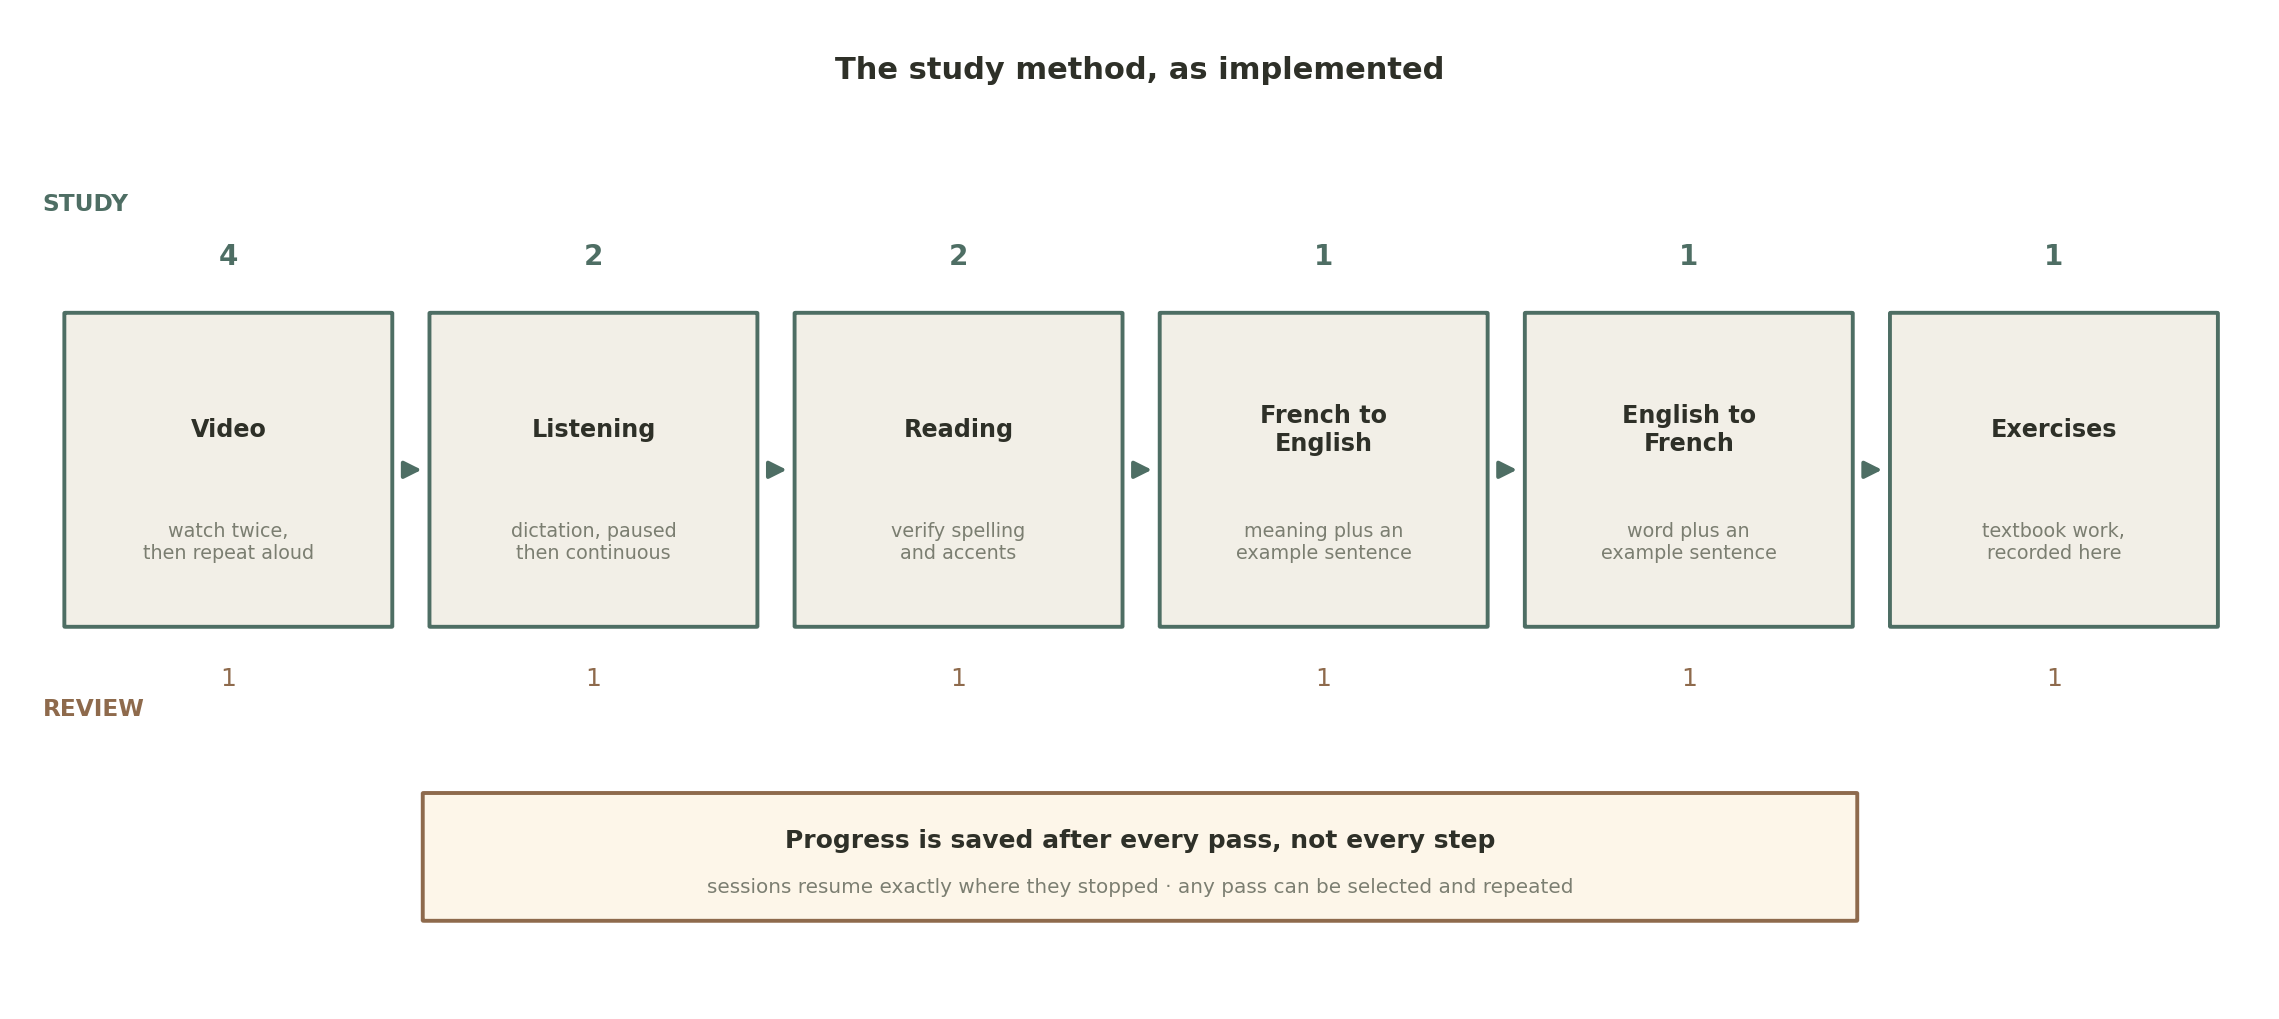 The study method, as implemented
STUDY
4
2
2
1
1
1
Video
watch twice,
then repeat aloud
Listening
dictation, paused
then continuous
Reading
verify spelling
and accents
French to
English
meaning plus an
example sentence
English to
French
word plus an
example sentence
Exercises
textbook work,
recorded here
1
1
1
1
1
1
REVIEW
Progress is saved after every pass, not every step
sessions resume exactly where they stopped · any pass can be selected and repeated